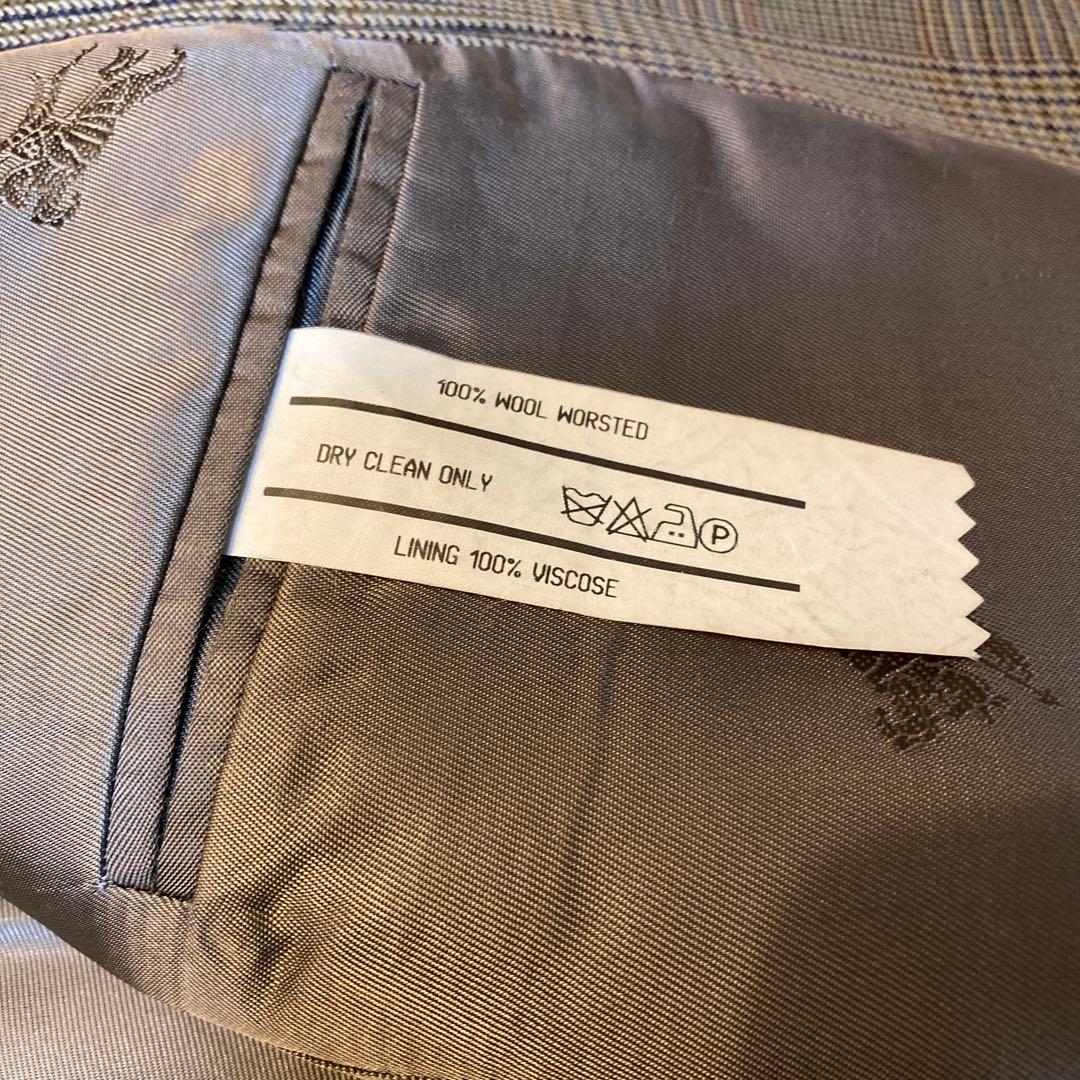 100% WOOL WORSTED
DRY CLEAN ONLY
P
LINING 100% VISCOSE